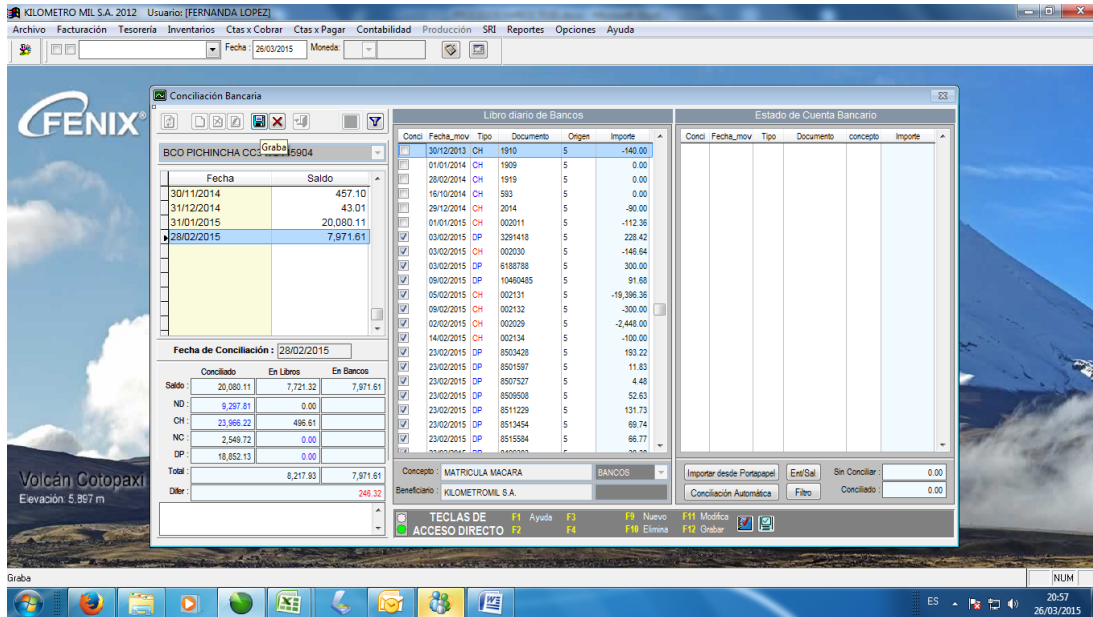 KILOMETRO MIL S.A. 2012 Usuario: [FERNANDA LOPEZ]
Archivo Facturación Tesorería Inventarios Ctas x Cobrar Ctas x Pagar Contabilidad Producción SRI Reportes Opciones Ayuda
Fecha : 26/03/2015 Moneda:
FENIX®
Conciliación Bancaria
Graba
BCO PICHINCHA 5904
Fecha Saldo
30/11/2014 457.10
31/12/2014 43.01
31/01/2015 20,080.11
28/02/2015 7,971.61
Fecha de Conciliación : 28/02/2015
Conciliado En Libros En Bancos
Saldo : 20,080.11 7,721.32 7,971.61
ND : 9,297.81 0.00
CH : 23,966.22 496.61
NC : 2,549.72 0.00
DP : 18,852.13 0.00
Total : 8,217.93 7,971.61
Difer : 246.32
Libro diario de Bancos
Conci Fecha_mov Tipo Documento Origen Importe
30/12/2013 CH 1910 5 -140.00
01/01/2014 CH 1909 5 0.00
28/02/2014 CH 1919 5 0.00
16/10/2014 CH 593 5 0.00
29/12/2014 CH 2014 5 -90.00
01/01/2015 CH 002011 5 -112.36
03/02/2015 DP 3291418 5 228.42
03/02/2015 CH 002030 5 -146.64
03/02/2015 DP 6188788 5 300.00
09/02/2015 DP 10460485 5 91.68
05/02/2015 CH 002131 5 -19,396.36
09/02/2015 CH 002132 5 -300.00
02/02/2015 CH 002029 5 -2,448.00
14/02/2015 CH 002134 5 -100.00
23/02/2015 DP 8503428 5 193.22
23/02/2015 DP 8501597 5 11.83
23/02/2015 DP 8507527 5 4.48
23/02/2015 DP 8509508 5 52.63
23/02/2015 DP 8511229 5 131.73
23/02/2015 DP 8513454 5 69.74
23/02/2015 DP 8515584 5 66.77
Concepto : MATRICULA MACARA BANCOS
Beneficiario : KILOMETROMIL S.A.
Estado de Cuenta Bancario
Conci Fecha_mov Tipo Documento concepto Importe
Importar desde Portapapel Ent/Sal Sin Conciliar : 0.00
Conciliación Automática Filtro Conciliado : 0.00
TECLAS DE ACCESO DIRECTO
F1 Ayuda F3 F9 Nuevo F11 Modifica
F2 F4 F10 Elimina F12 Grabar
Volcán Cotopaxi
Elevación: 5.897 m
Graba NUM
ES 20:57
26/03/2015